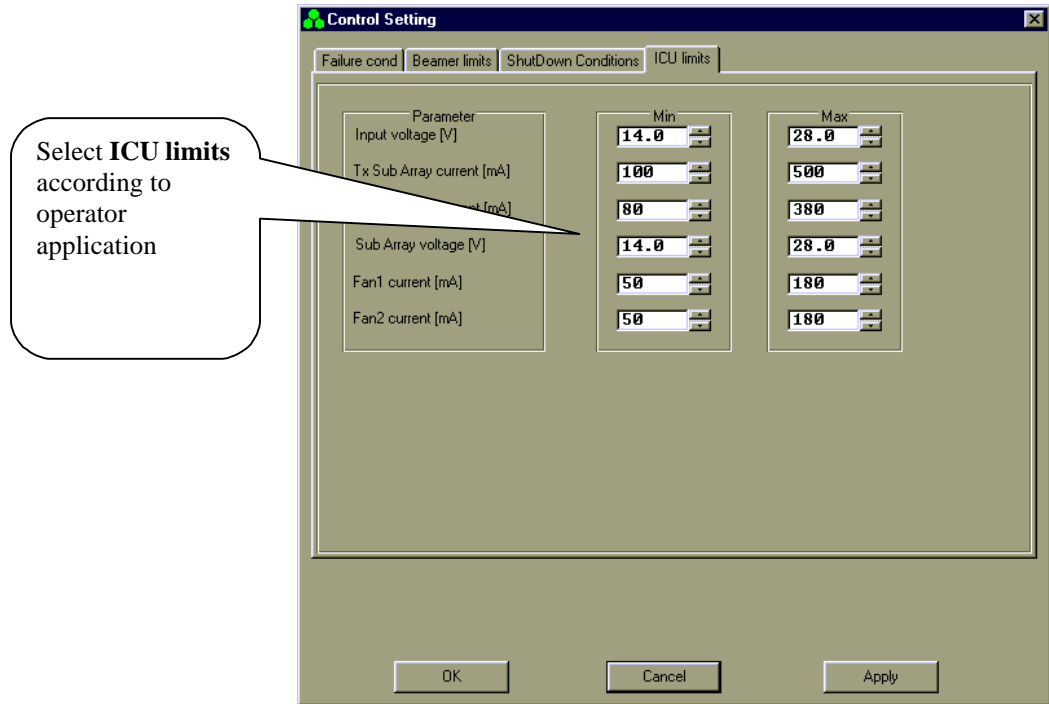 Control Setting
Failure cond Beamer limits ShutDown Conditions ICU limits
Parameter Min Max
Input voltage [V] 14.0 28.0
Tx Sub Array current [mA] 100 500
[mA] 80 380
Sub Array voltage [V] 14.0 28.0
Fan1 current [mA] 50 180
Fan2 current [mA] 50 180
Select ICU limits
according to
operator
application
OK Cancel Apply